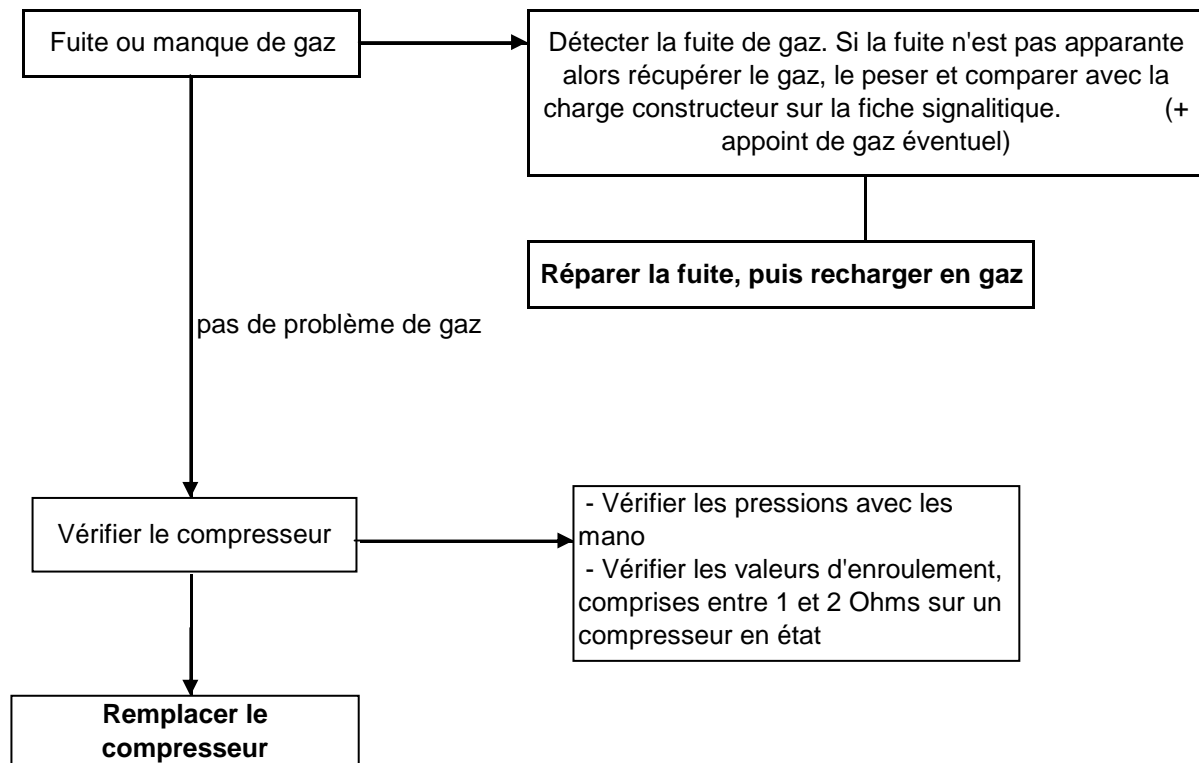 Fuite ou manque de gaz
Détecter la fuite de gaz. Si la fuite n'est pas apparante
alors récupérer le gaz, le peser et comparer avec la
charge constructeur sur la fiche signalitique. (+
appoint de gaz éventuel)
Réparer la fuite, puis recharger en gaz
pas de problème de gaz
Vérifier le compresseur
- Vérifier les pressions avec les
mano
- Vérifier les valeurs d'enroulement,
comprises entre 1 et 2 Ohms sur un
compresseur en état
Remplacer le
compresseur